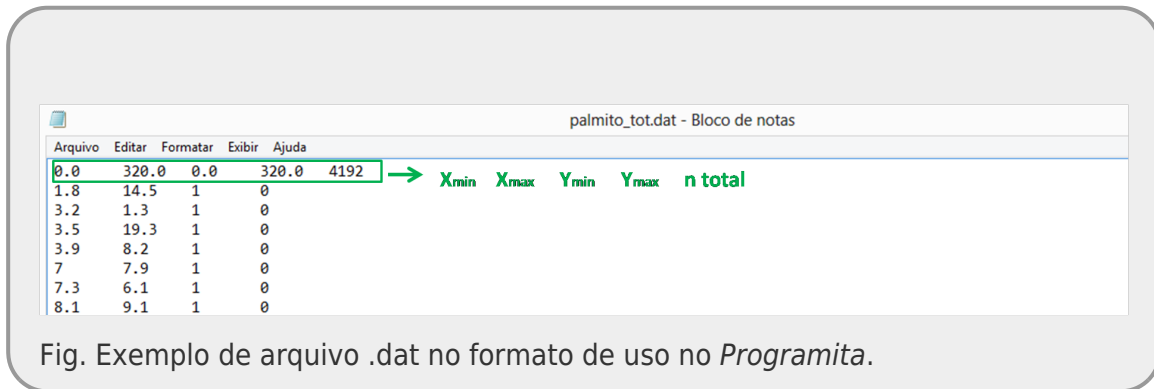 palmito_tot.dat - Bloco de notas
Arquivo Editar Formatar Exibir Ajuda
0.0 320.0 0.0 320.0 4192 Xmin Xmax Ymin Ymax n total
1.8 14.5 1 0
3.2 1.3 1 0
3.5 19.3 1 0
3.9 8.2 1 0
7 7.9 1 0
7.3 6.1 1 0
8.1 9.1 1 0
Fig. Exemplo de arquivo .dat no formato de uso no Programita.